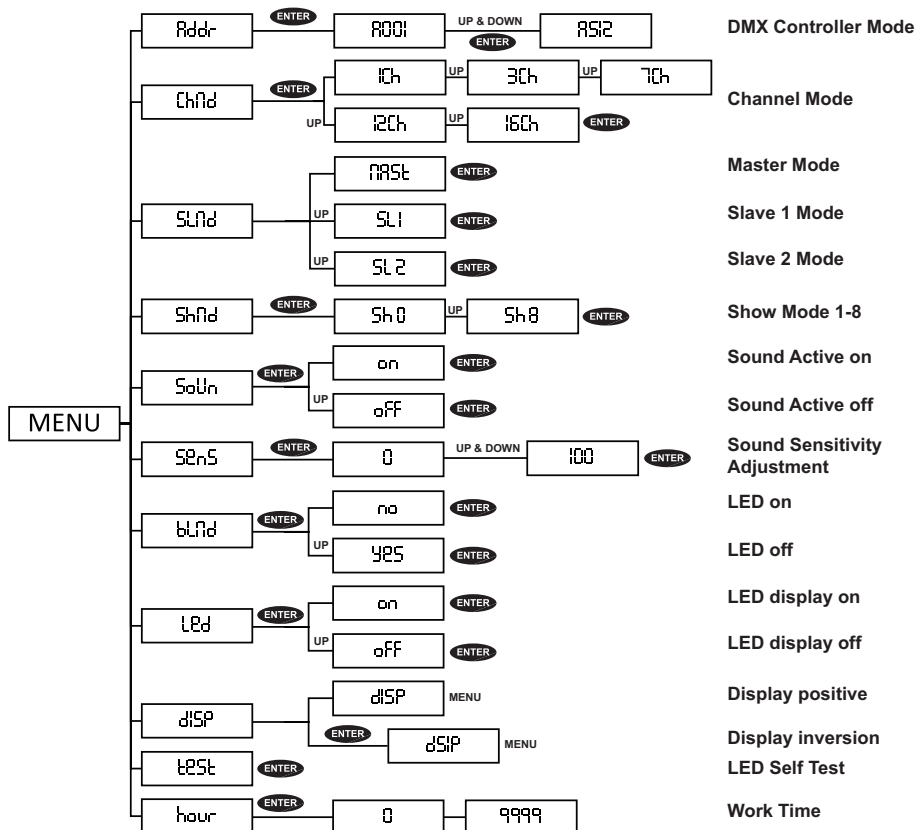 Addr ENTER A001 UP & DOWN ENTER A512 DMX Controller Mode
ChMd ENTER 1Ch UP 3Ch UP 7Ch Channel Mode
UP 12Ch UP 16Ch ENTER
SLMd MASt ENTER Master Mode
UP SL1 ENTER Slave 1 Mode
UP SL2 ENTER Slave 2 Mode
ShMd ENTER Sh 0 UP Sh 8 ENTER Show Mode 1-8
SoUn ENTER on ENTER Sound Active on
UP off ENTER Sound Active off
MENU
SenS ENTER 0 UP & DOWN 100 ENTER Sound Sensitivity
Adjustment
bLMd ENTER no ENTER LED on
UP yes ENTER LED off
Led ENTER on ENTER LED display on
UP off ENTER LED display off
dISP dISP MENU Display positive
ENTER dSIP MENU Display inversion
teSt ENTER LED Self Test
hour ENTER 0 9999 Work Time